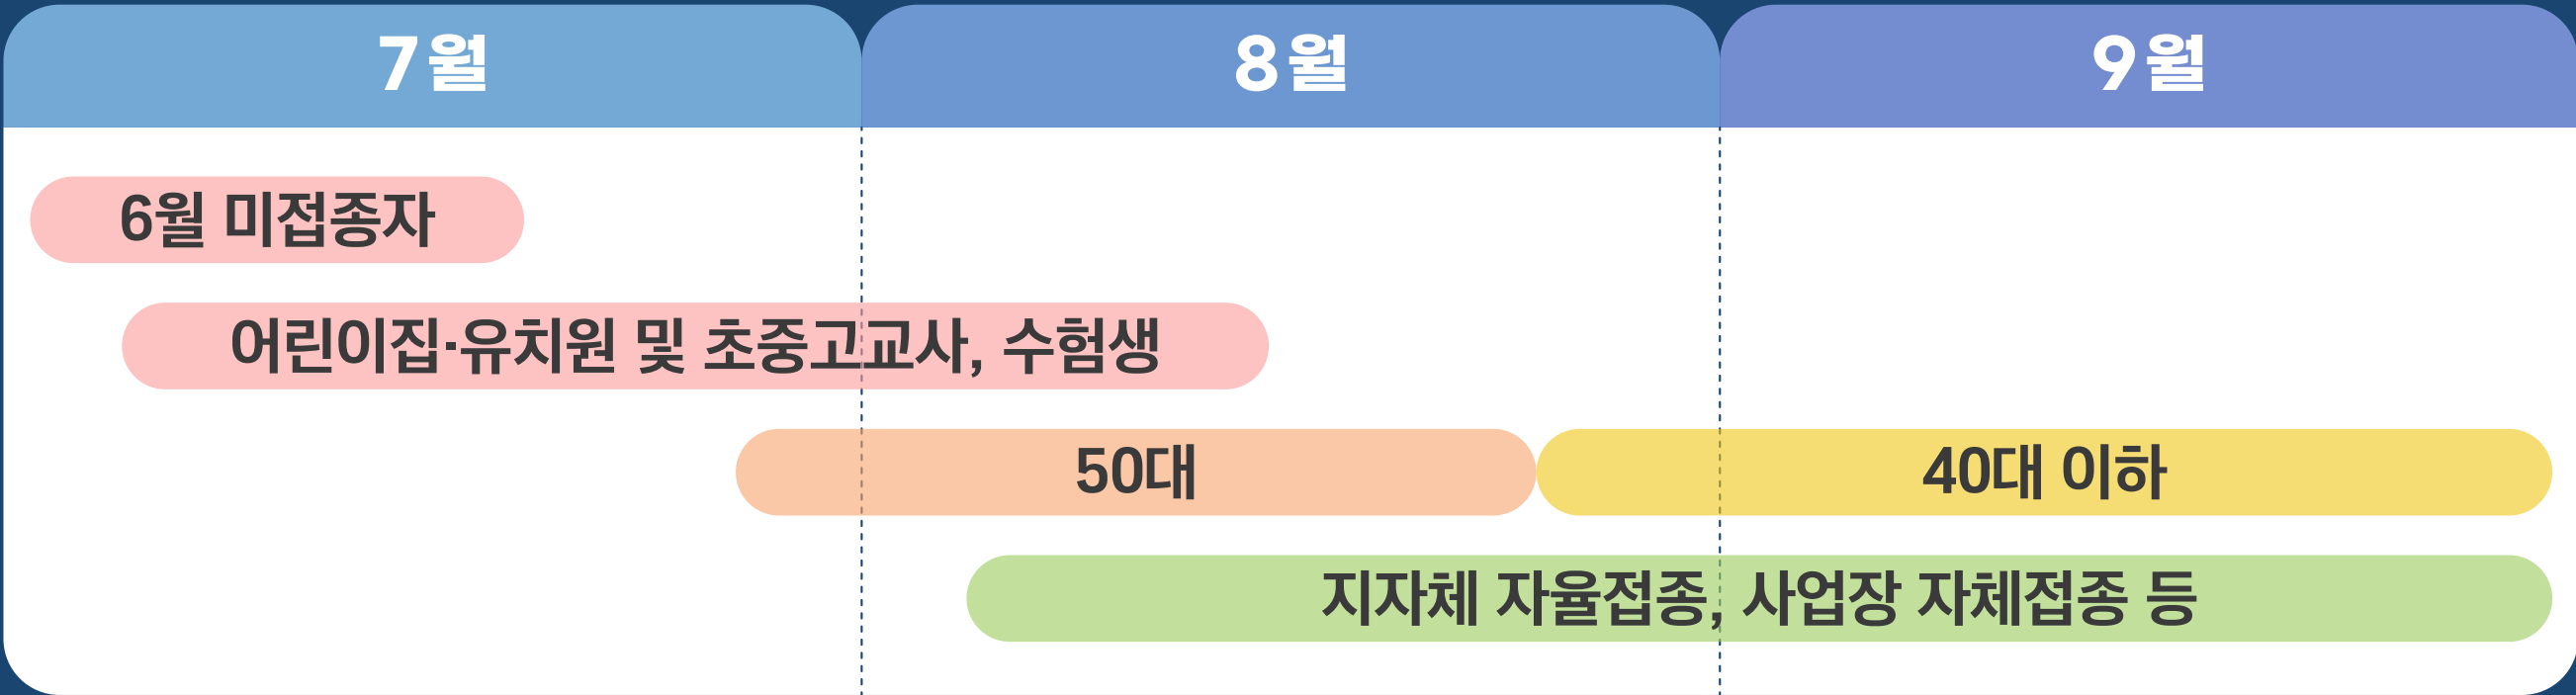 7월 8월 9월
6월 미접종자
어린이집·유치원 및 초중고교사, 수험생
50대 40대 이하
지자체 자율접종, 사업장 자체접종 등